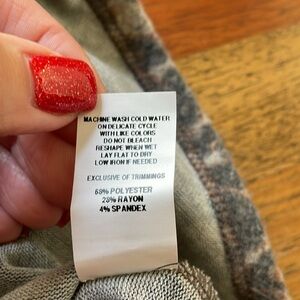 MACHINE WASH COLD WATER
ON DELICATE CYCLE
WITH LIKE COLORS
DO NOT BLEACH
RESHAPE WHEN WET
LAY FLAT TO DRY
LOW IRON IF NEEDED
EXCLUSIVE OF TRIMMINGS
68% POLYESTER
28% RAYON
4% SPANDEX